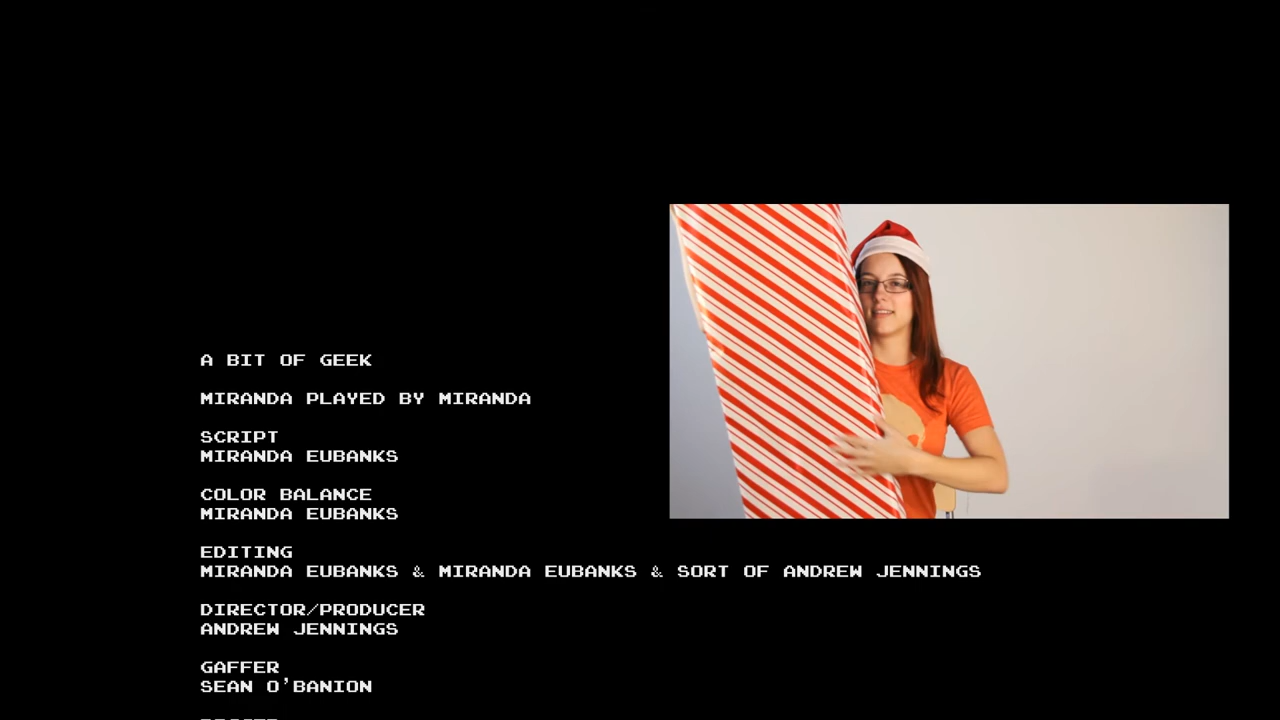 A BIT OF GEEK
MIRANDA PLAYED BY MIRANDA
SCRIPT
MIRANDA EUBANKS
COLOR BALANCE
MIRANDA EUBANKS
EDITING
MIRANDA EUBANKS & MIRANDA EUBANKS & SORT OF ANDREW JENNINGS
DIRECTOR/PRODUCER
ANDREW JENNINGS
GAFFER
SEAN O'BANION